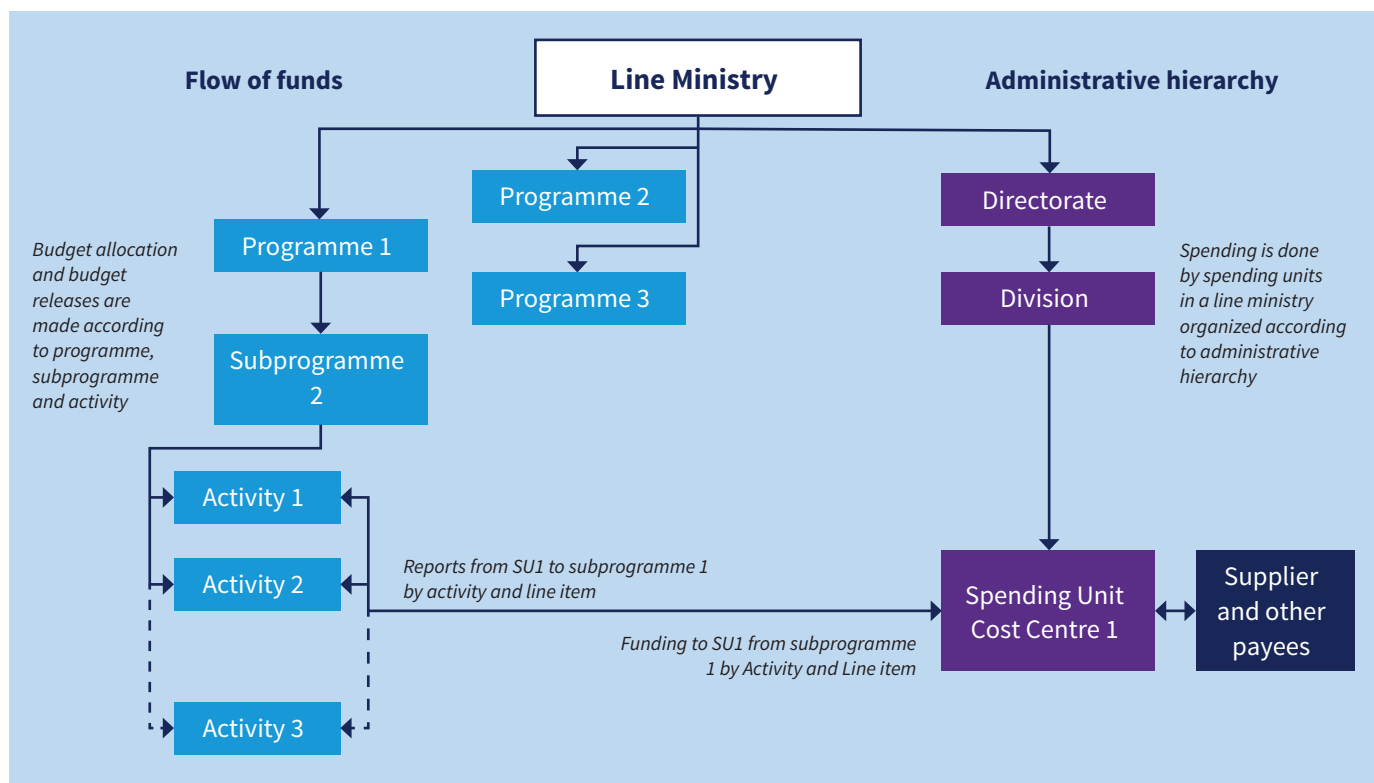 Flow of funds
Line Ministry
Administrative hierarchy
Programme 2
Directorate
Programme 1
Budget allocation
and budget
releases are
made according
to programme,
subprogramme
and activity
Programme 3
Division
Spending is done
by spending units
in a line ministry
organized according
to administrative
hierarchy
Subprogramme
2
Activity 1
Activity 2
Activity 3
Reports from SU1 to subprogramme 1
by activity and line item
Funding to SU1 from subprogramme
1 by Activity and Line item
Spending Unit
Cost Centre 1
Supplier
and other
payees